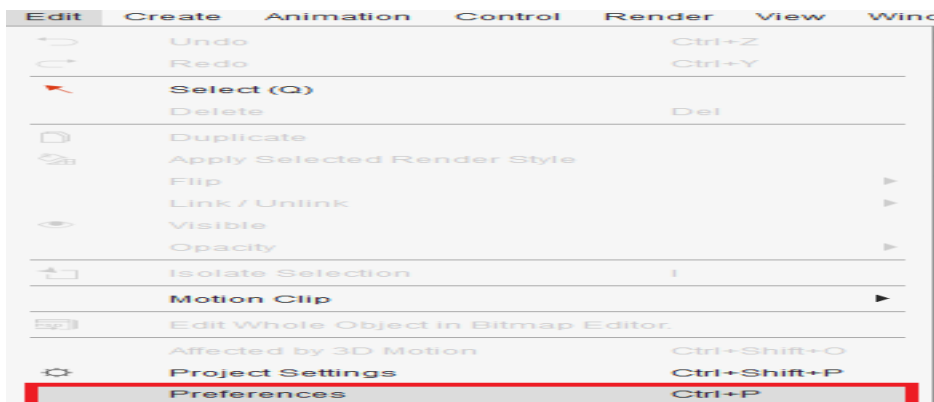 Edit Create Animation Control Render View
Undo Ctrl+Z
Redo Ctrl+Y
Select (Q)
Delete Del
Duplicate
Apply Selected Render Style
Flip
Link / Unlink
Visible
Opacity
Isolate Selection I
Motion Clip
Edit Whole Object in Bitmap Editor.
Affected by 3D Motion Ctrl+Shift+O
Project Settings Ctrl+Shift+P
Preferences Ctrl+P